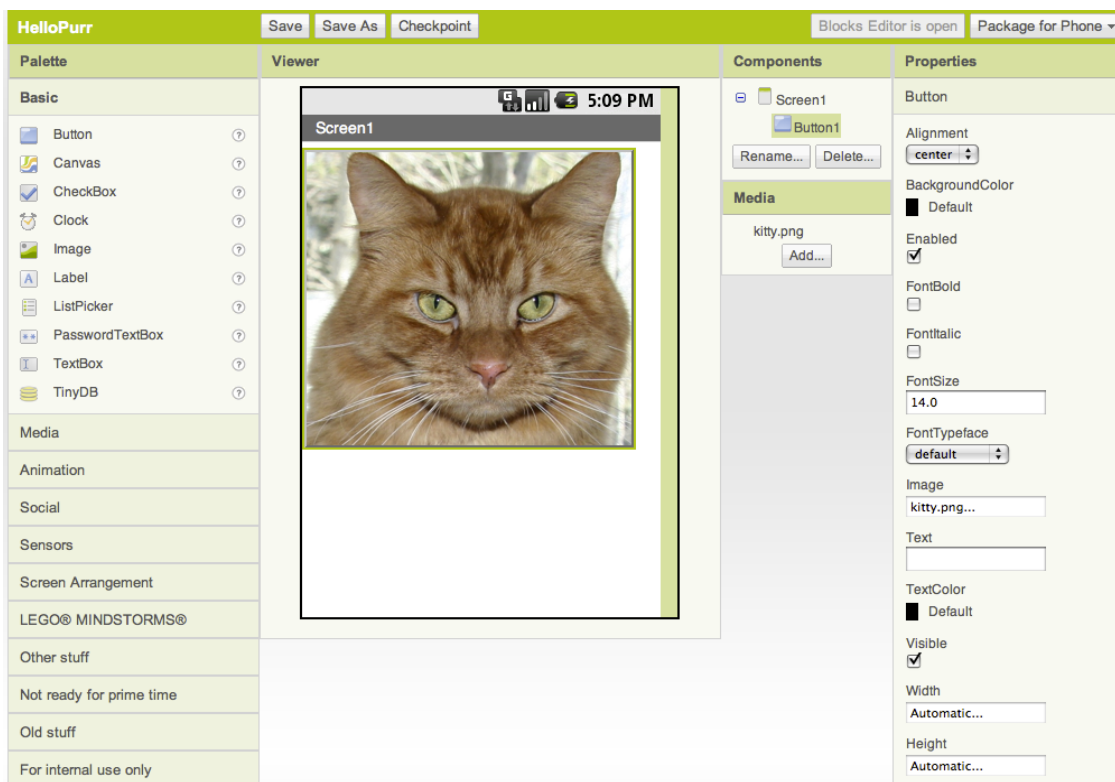 HelloPurr
Save
Save As
Checkpoint
Blocks Editor is open
Package for Phone
Palette
Basic
Button
Canvas
CheckBox
Clock
Image
Label
ListPicker
PasswordTextBox
TextBox
TinyDB
Media
Animation
Social
Sensors
Screen Arrangement
LEGO® MINDSTORMS®
Other stuff
Not ready for prime time
Old stuff
For internal use only
Viewer
5:09 PM
Screen1
Components
Screen1
Button1
Rename...
Delete...
Media
kitty.png
Add...
Properties
Button
Alignment
center
BackgroundColor
Default
Enabled
FontBold
FontItalic
FontSize
14.0
FontTypeface
default
Image
kitty.png...
Text
TextColor
Default
Visible
Width
Automatic...
Height
Automatic...